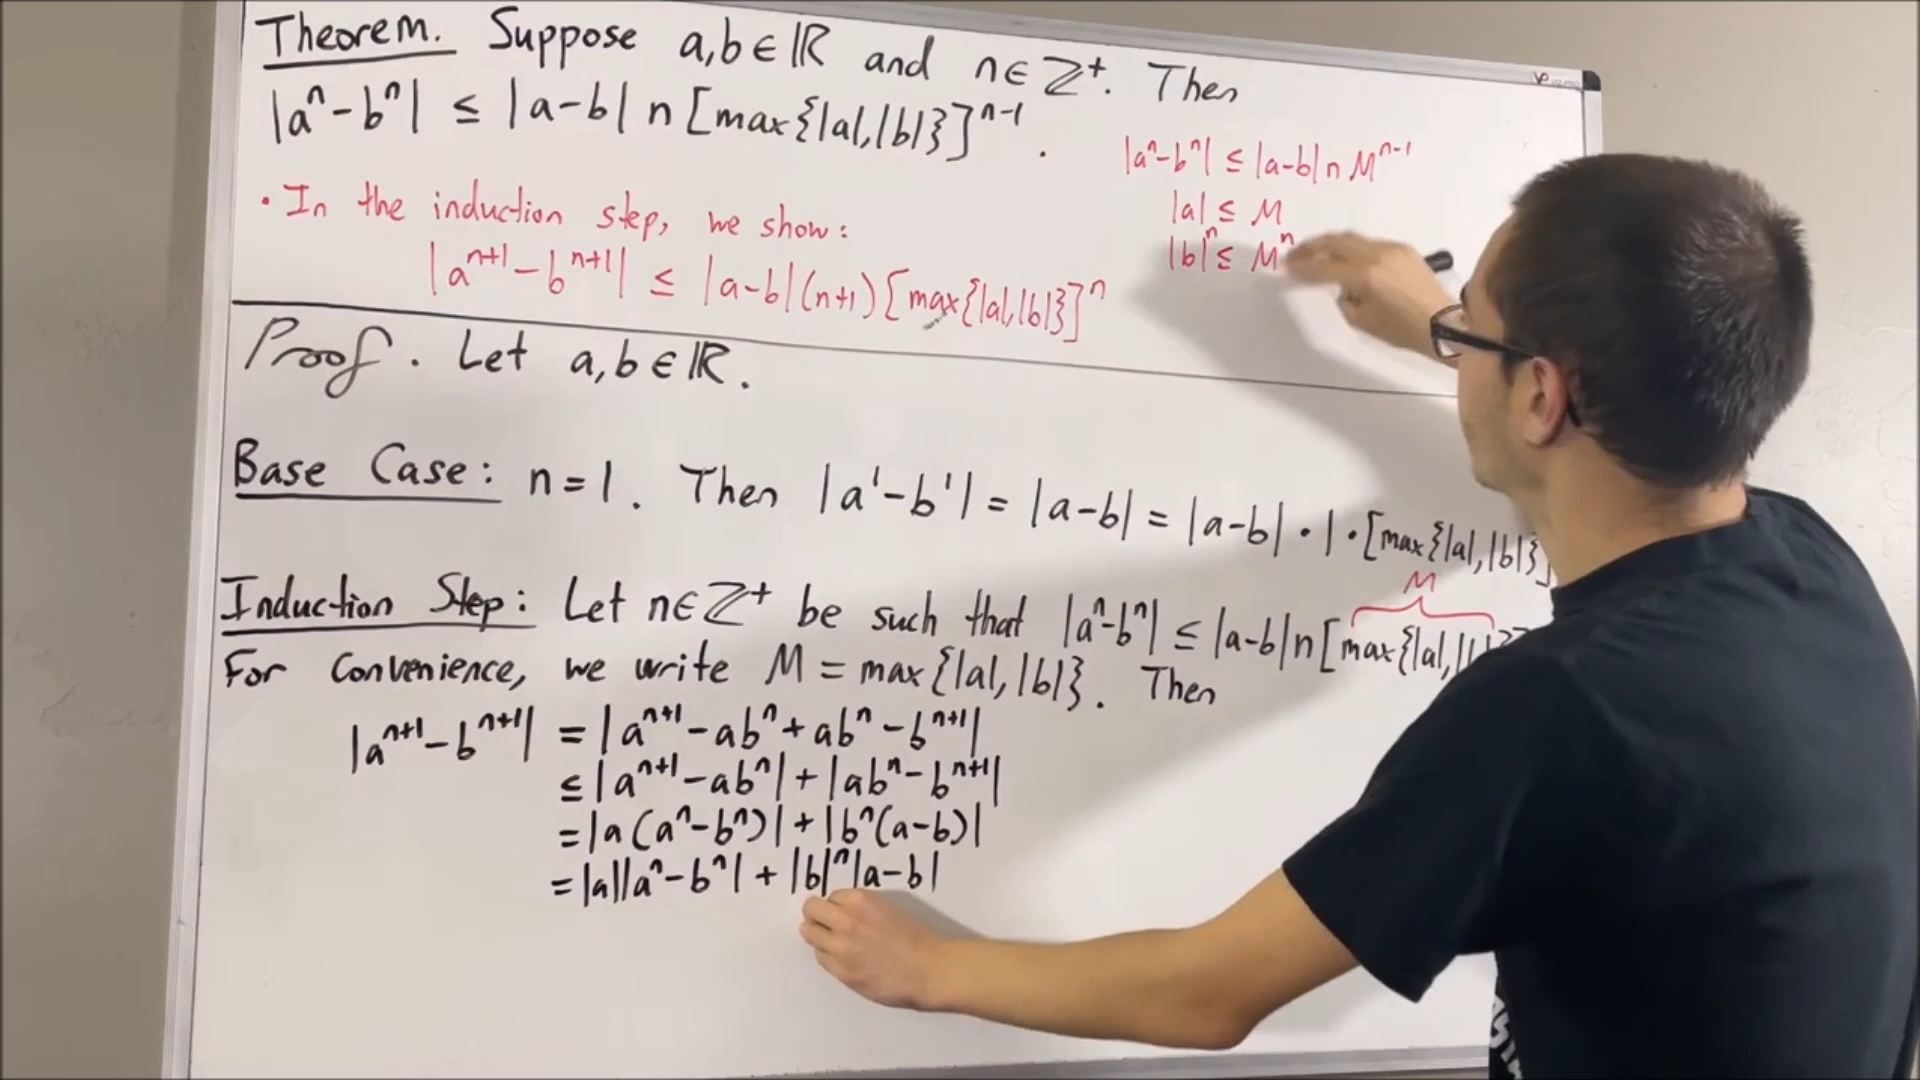 Theorem. Suppose a,b∈ℝ and n∈ℤ⁺. Then
|aⁿ-bⁿ| ≤ |a-b| n [max{|a|,|b|}]ⁿ⁻¹.
|aⁿ-bⁿ| ≤ |a-b| n Mⁿ⁻¹
|a| ≤ M
|b|ⁿ ≤ Mⁿ
• In the induction step, we show:
|aⁿ⁺¹-bⁿ⁺¹| ≤ |a-b|(n+1)[max{|a|,|b|}]ⁿ
Proof. Let a,b∈ℝ.
Base Case: n=1. Then |a¹-b¹| = |a-b| = |a-b|·1·[max{|a|,|b|}]
M
Induction Step: Let n∈ℤ⁺ be such that |aⁿ-bⁿ| ≤ |a-b|n[max{|a|,|b|}]
For convenience, we write M = max{|a|,|b|}. Then
|aⁿ⁺¹-bⁿ⁺¹| = |aⁿ⁺¹-abⁿ+abⁿ-bⁿ⁺¹|
≤ |aⁿ⁺¹-abⁿ| + |abⁿ-bⁿ⁺¹|
= |a(aⁿ-bⁿ)| + |bⁿ(a-b)|
= |a||aⁿ-bⁿ| + |b|ⁿ|a-b|